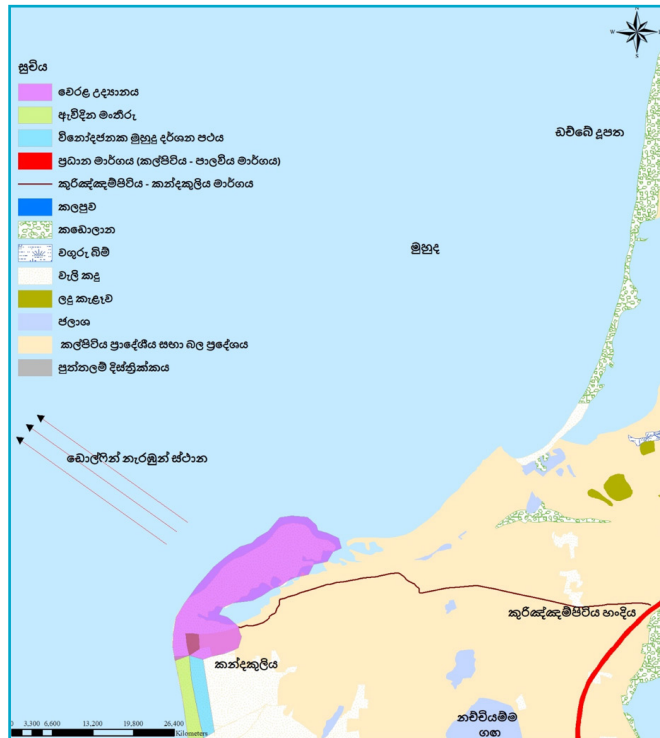 N
W
E
S
සූචිය
වෙරළ උද්‍යානය
ඇවිදින මංතීරු
විනෝදජනක මුහුදු දර්ශන පථය
ප්‍රධාන මාර්ගය (කල්පිටිය - පාලවිය මාර්ගය)
කුරිඤ්ඤම්පිටිය - කන්දකුලිය මාර්ගය
කලපුව
කඩොලාන
වගුරු බිම්
වැලි කඳු
ලඳු කැළෑව
ජලාශ
කල්පිටිය ප්‍රාදේශීය සභා බල ප්‍රදේශය
පුත්තලම් දිස්ත්‍රික්කය
ඩච්බේ දූපත
මුහුද
ඩොල්ෆින් නැරඹුන් ස්ථාන
කුරිඤ්ඤම්පිටිය හංදිය
කන්දකුලිය
නච්චියම්ම
ගඟ
0 3,300 6,600 13,200 19,800 26,400
Kilometers